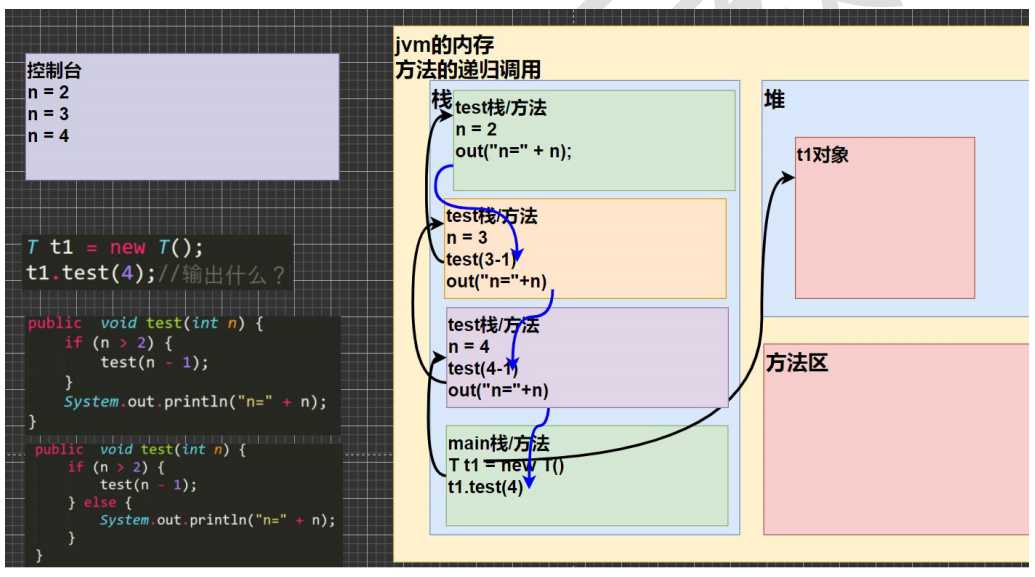 控制台
n = 2
n = 3
n = 4
T t1 = new T();
t1.test(4);//输出什么？
public  void test(int n) {
if (n > 2) {
test(n - 1);
}
System.out.println("n=" + n);
}
public  void test(int n) {
if (n > 2) {
test(n - 1);
} else {
System.out.println("n=" + n);
}
}
jvm的内存
方法的递归调用
栈
test栈/方法
n = 2
out("n=" + n);
test栈/方法
n = 3
test(3-1)
out("n="+n)
test栈/方法
n = 4
test(4-1)
out("n="+n)
main栈/方法
T t1 = new T()
t1.test(4)
堆
t1对象
方法区